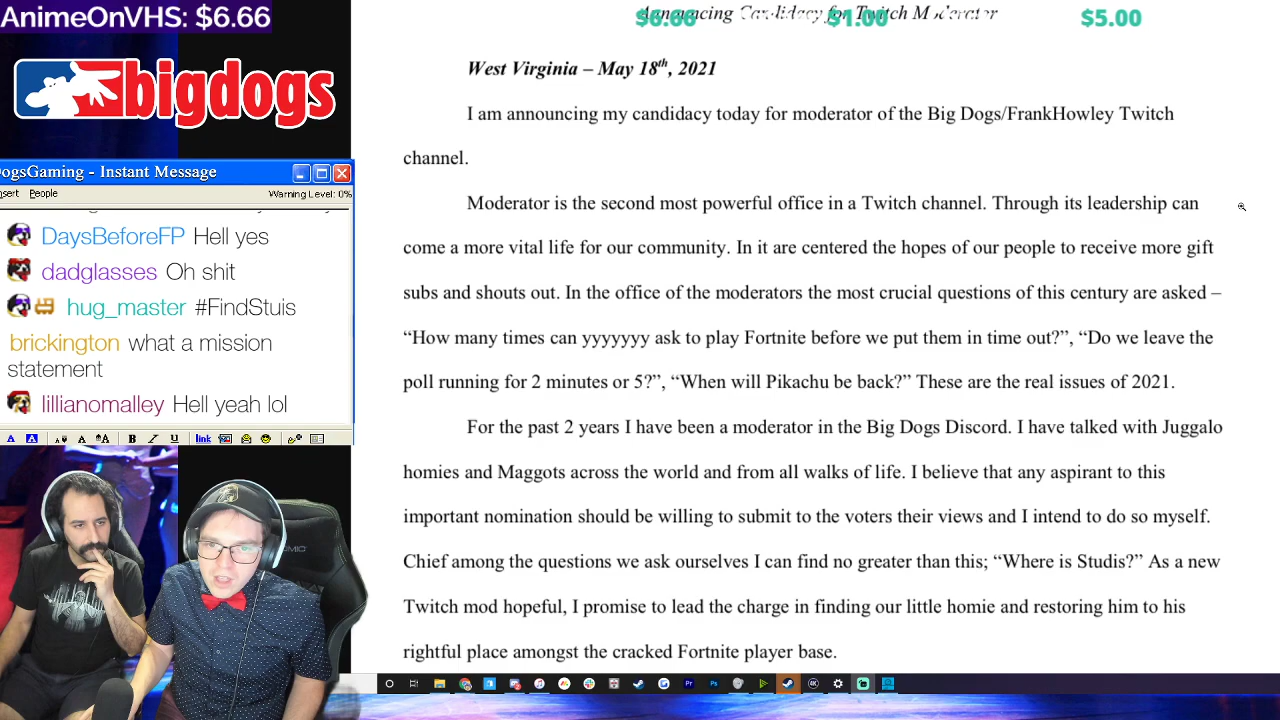 AnimeOnVHS: $6.66
$6.66
$1.00
$5.00
Announcing Candidacy for Twitch Moderator
bigdogs
West Virginia – May 18th, 2021
I am announcing my candidacy today for moderator of the Big Dogs/FrankHowley Twitch
channel.
Moderator is the second most powerful office in a Twitch channel. Through its leadership can
come a more vital life for our community. In it are centered the hopes of our people to receive more gift
subs and shouts out. In the office of the moderators the most crucial questions of this century are asked –
“How many times can yyyyyyy ask to play Fortnite before we put them in time out?”, “Do we leave the
poll running for 2 minutes or 5?”, “When will Pikachu be back?” These are the real issues of 2021.
For the past 2 years I have been a moderator in the Big Dogs Discord. I have talked with Juggalo
homies and Maggots across the world and from all walks of life. I believe that any aspirant to this
important nomination should be willing to submit to the voters their views and I intend to do so myself.
Chief among the questions we ask ourselves I can find no greater than this; “Where is Studis?” As a new
Twitch mod hopeful, I promise to lead the charge in finding our little homie and restoring him to his
rightful place amongst the cracked Fortnite player base.
DogsGaming - Instant Message
nsert People Warning Level: 0%
DaysBeforeFP Hell yes
dadglasses Oh shit
hug_master #FindStuis
brickington what a mission
statement
lillianomalley Hell yeah lol
A A A A A B I U link